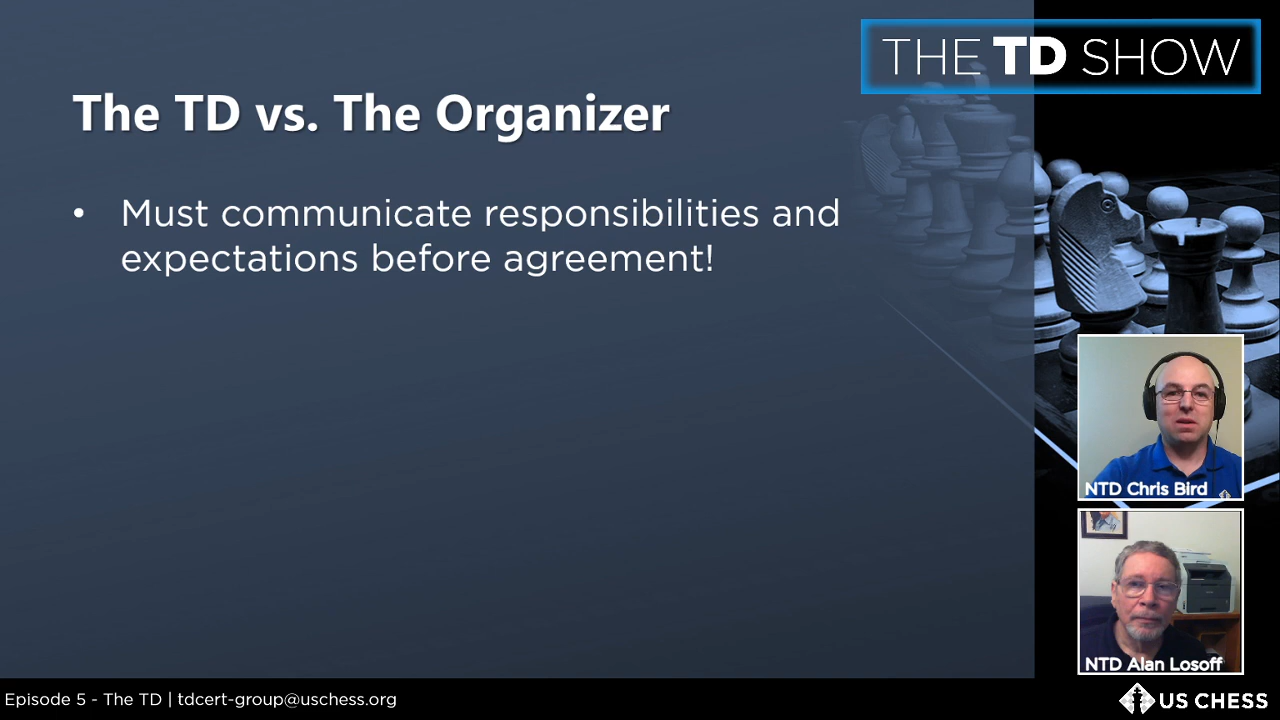 THE TD SHOW
The TD vs. The Organizer
• Must communicate responsibilities and
expectations before agreement!
NTD Chris Bird
NTD Alan Losoff
Episode 5 - The TD | tdcert-group@uschess.org
US CHESS